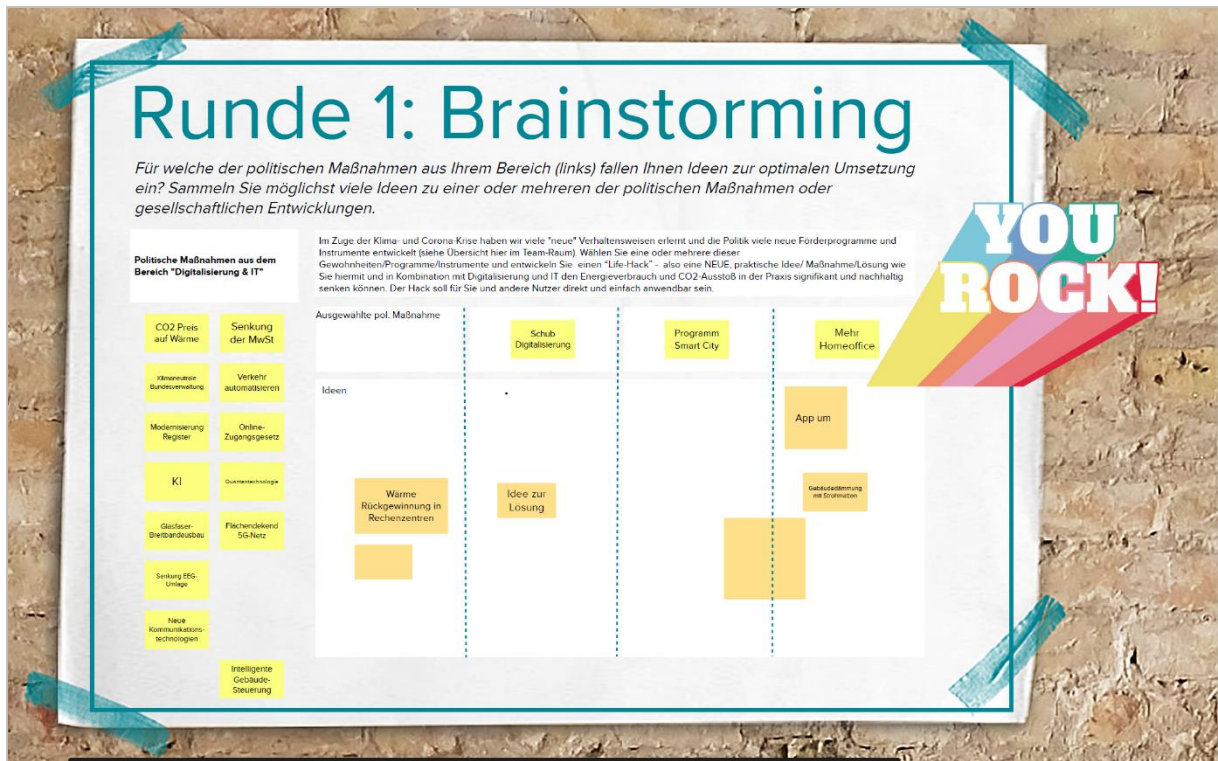 Runde 1: Brainstorming
Für welche der politischen Maßnahmen aus Ihrem Bereich (links) fallen Ihnen Ideen zur optimalen Umsetzung
ein? Sammeln Sie möglichst viele Ideen zu einer oder mehreren der politischen Maßnahmen oder
gesellschaftlichen Entwicklungen.
YOU
ROCK!
Politische Maßnahmen aus dem
Bereich "Digitalisierung & IT"
Im Zuge der Klima- und Corona-Krise haben wir viele "neue" Verhaltensweisen erlernt und die Politik viele neue Förderprogramme und
Instrumente entwickelt (siehe Übersicht hier im Team-Raum). Wählen Sie eine oder mehrere dieser
Gewohnheiten/Programme/Instrumente und entwickeln Sie einen "Life-Hack" - also eine NEUE, praktische Idee/ Maßnahme/Lösung wie
Sie hiermit und in Kombination mit Digitalisierung und IT den Energieverbrauch und CO2-Ausstoß in der Praxis signifikant und nachhaltig
senken können. Der Hack soll für Sie und andere Nutzer direkt und einfach anwendbar sein.
CO2 Preis
auf Wärme
Senkung
der MwSt
Klimaneutrale
Bundesverwaltung
Verkehr
automatisieren
Modernisierung
Register
Online-
Zugangsgesetz
KI
Quantentechnologie
Glasfaser-
Breitbandausbau
Flächendekend
5G-Netz
Senkung EEG-
Umlage
Neue
Kommunikations-
technologien
Intelligente
Gebäude-
Steuerung
Ausgewählte pol. Maßnahme
Schub
Digitalisierung
Programm
Smart City
Mehr
Homeoffice
Ideen
App um
Wärme
Rückgewinnung in
Rechenzentren
Idee zur
Lösung
Gebäudedämmung
mit Strohmatten